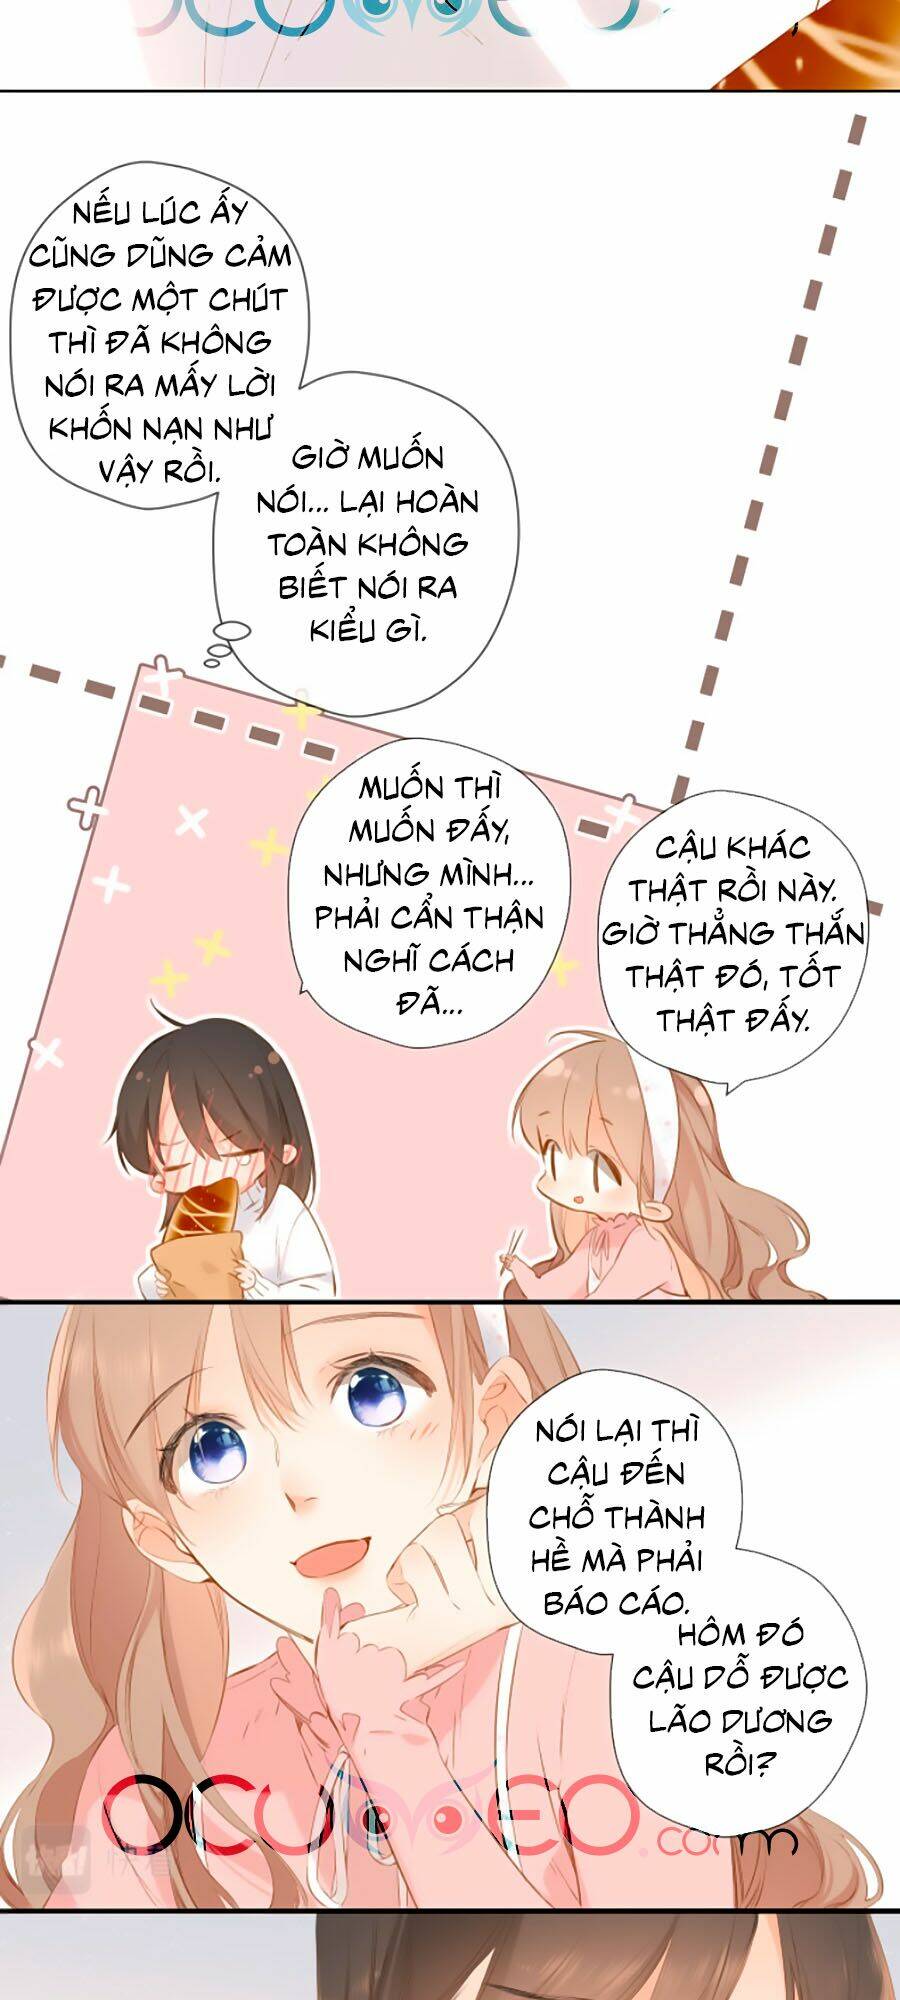 NẾU LÚC ẤY
CŨNG DŨNG CẢM
ĐƯỢC MỘT CHÚT
THÌ ĐÃ KHÔNG
NÓI RA MẤY LỜI
KHỐN NẠN NHƯ
VẬY RỒI.
GIỜ MUỐN
NÓI... LẠI HOÀN
TOÀN KHÔNG
BIẾT NÓI RA
KIỂU GÌ.
MUỐN THÌ
MUỐN ĐẤY,
NHƯNG MÌNH...
PHẢI CẨN THẬN
NGHĨ CÁCH
ĐÃ...
CẬU KHÁC
THẬT RỒI NÀY.
GIỜ THẲNG THẮN
THẬT ĐÓ, TỐT
THẬT ĐẤY.
NÓI LẠI THÌ
CẬU ĐẾN
CHỖ THÀNH
HỀ MÀ PHẢI
BÁO CÁO.
HÔM ĐÓ
CẬU DỖ ĐƯỢC
LÃO DƯƠNG
RỒI?
OCUMEO.com
快看